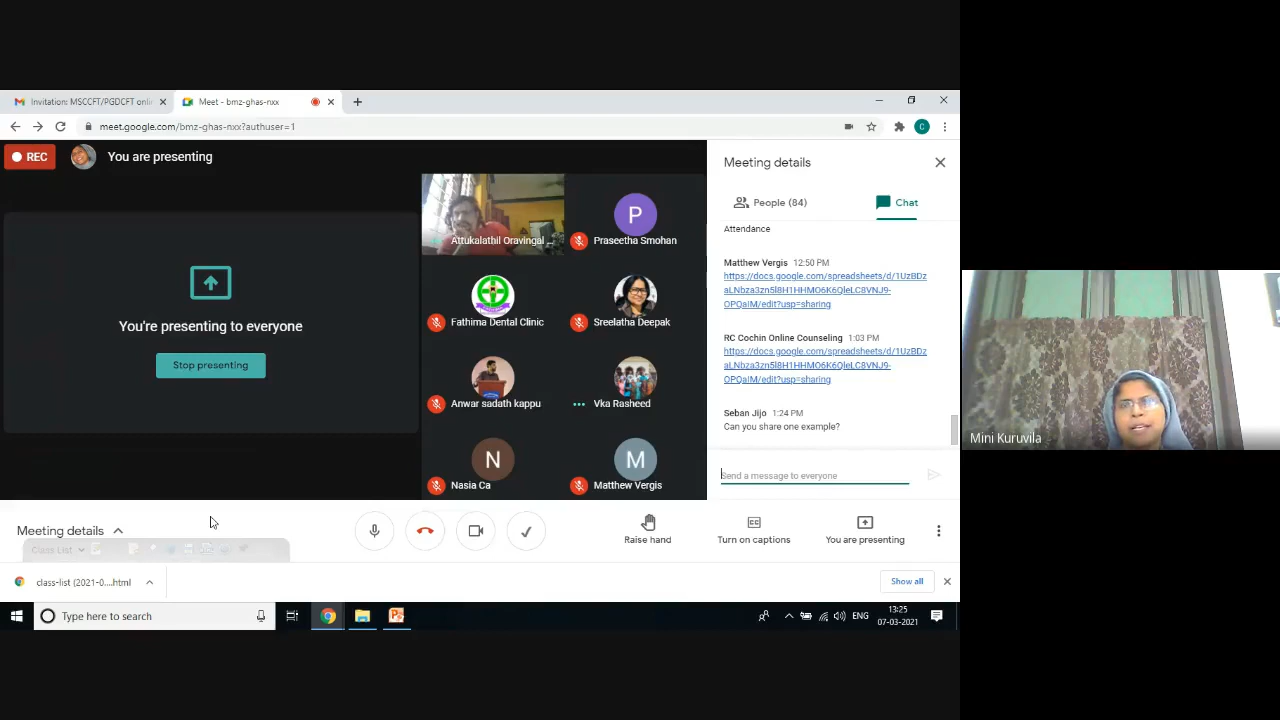 Invitation: MSCCFT/PGDCFT onli
Meet - bmz-ghas-nxx
meet.google.com/bmz-ghas-nxx?authuser=1
C
REC
You are presenting
You're presenting to everyone
Stop presenting
Attukalathil Oravingal ...
P
Praseetha Smohan
Fathima Dental Clinic
Sreelatha Deepak
Anwar sadath kappu
Vka Rasheed
N
Nasia Ca
M
Matthew Vergis
Meeting details
People (84)
Chat
Attendance
Matthew Vergis 12:50 PM
https://docs.google.com/spreadsheets/d/1UzBDz
aLNbza3zn5l8H1HHMO6K6QleLC8VNJ9-
OPQaIM/edit?usp=sharing
RC Cochin Online Counseling 1:03 PM
https://docs.google.com/spreadsheets/d/1UzBDz
aLNbza3zn5l8H1HHMO6K6QleLC8VNJ9-
OPQaIM/edit?usp=sharing
Seban Jijo 1:24 PM
Can you share one example?
Send a message to everyone
Mini Kuruvila
Meeting details
Raise hand
Turn on captions
You are presenting
Class List
class-list (2021-0....html
Show all
Type here to search
ENG
13:25
07-03-2021